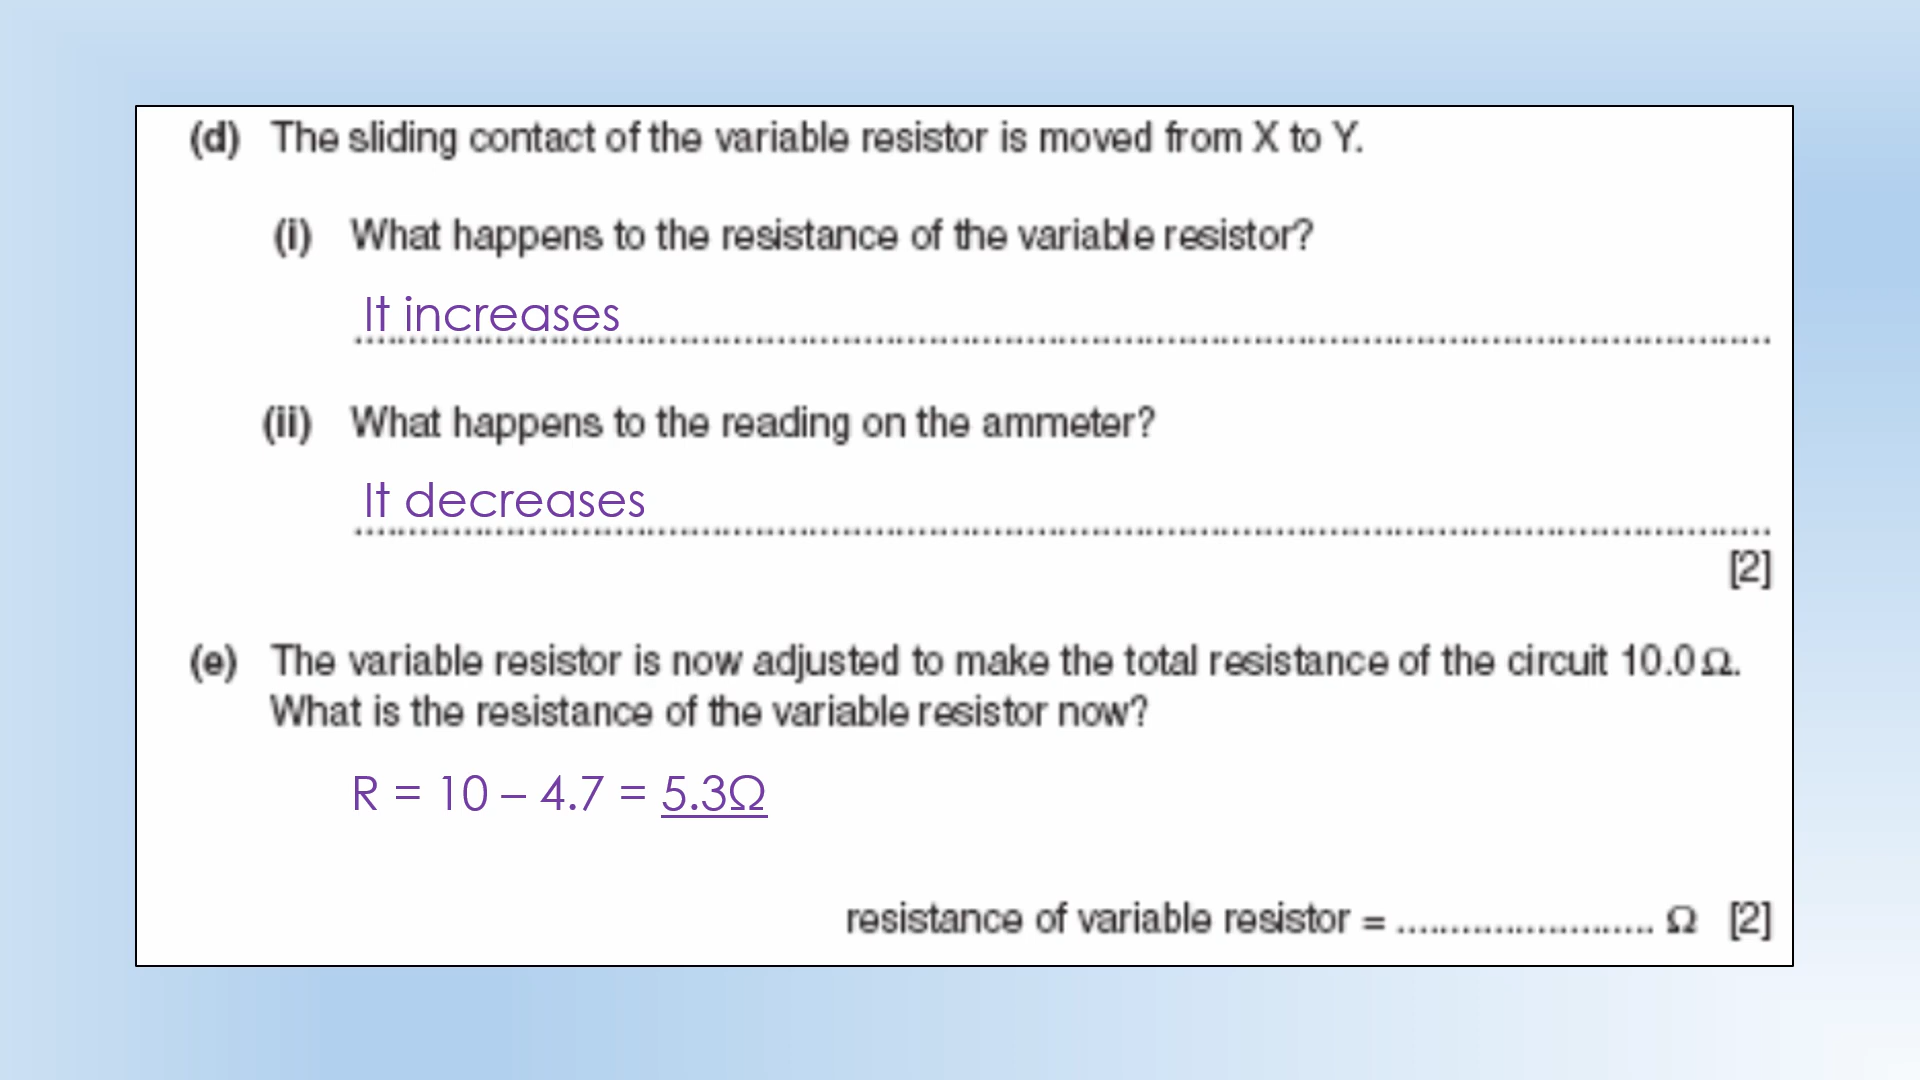 (d) The sliding contact of the variable resistor is moved from X to Y.
(i) What happens to the resistance of the variable resistor?
It increases
(ii) What happens to the reading on the ammeter?
It decreases
[2]
(e) The variable resistor is now adjusted to make the total resistance of the circuit 10.0 Ω.
What is the resistance of the variable resistor now?
R = 10 – 4.7 = 5.3Ω
resistance of variable resistor = ........................ Ω [2]